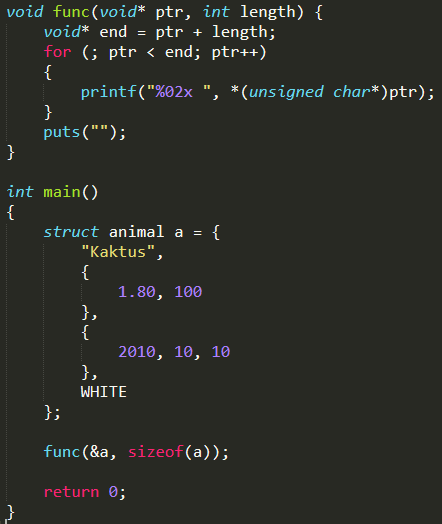 void func(void* ptr, int length) {
    void* end = ptr + length;
    for (; ptr < end; ptr++)
    {
        printf("%02x ", *(unsigned char*)ptr);
    }
    puts("");
}

int main()
{
    struct animal a = {
        "Kaktus",
        {
            1.80, 100
        },
        {
            2010, 10, 10
        },
        WHITE
    };

    func(&a, sizeof(a));

    return 0;
}